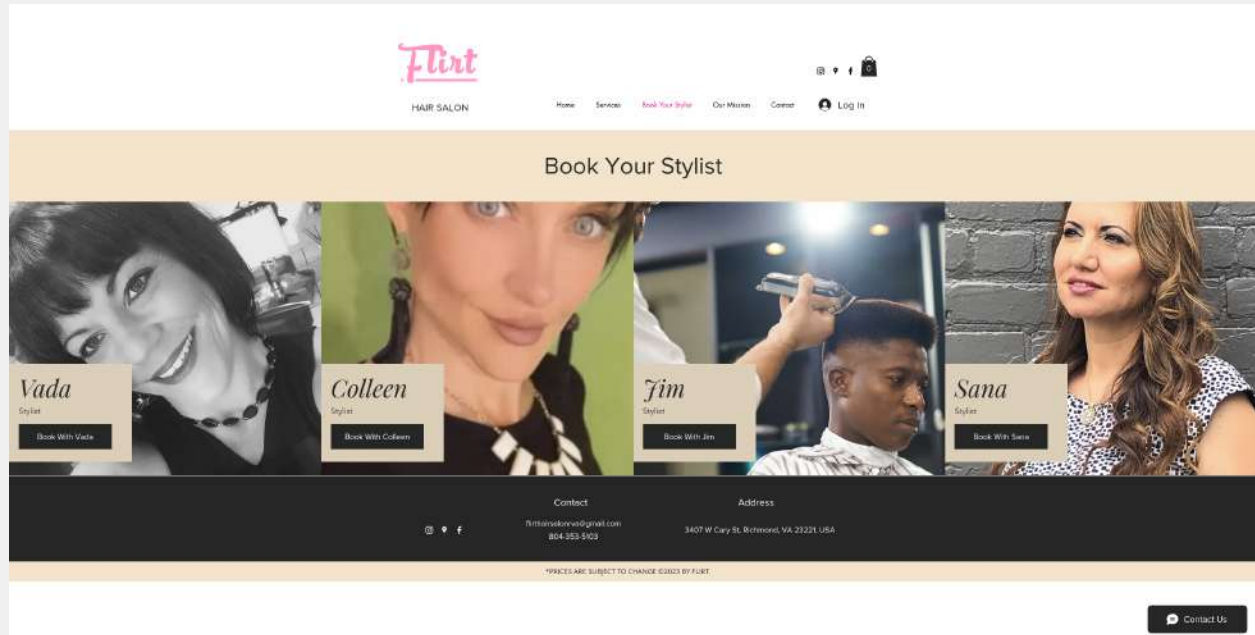 Flirt
HAIR SALON
0
Home Services Book Your Stylist Our Mission Contact Log In
Book Your Stylist
Vada
Stylist
Book With Vada
Colleen
Stylist
Book With Colleen
Jim
Stylist
Book With Jim
Sana
Stylist
Book With Sana
Contact
flirthairsalonrva@gmail.com
804-353-5103
Address
3407 W Cary St, Richmond, VA 23221, USA
*PRICES ARE SUBJECT TO CHANGE ©2023 BY FLIRT.
Contact Us